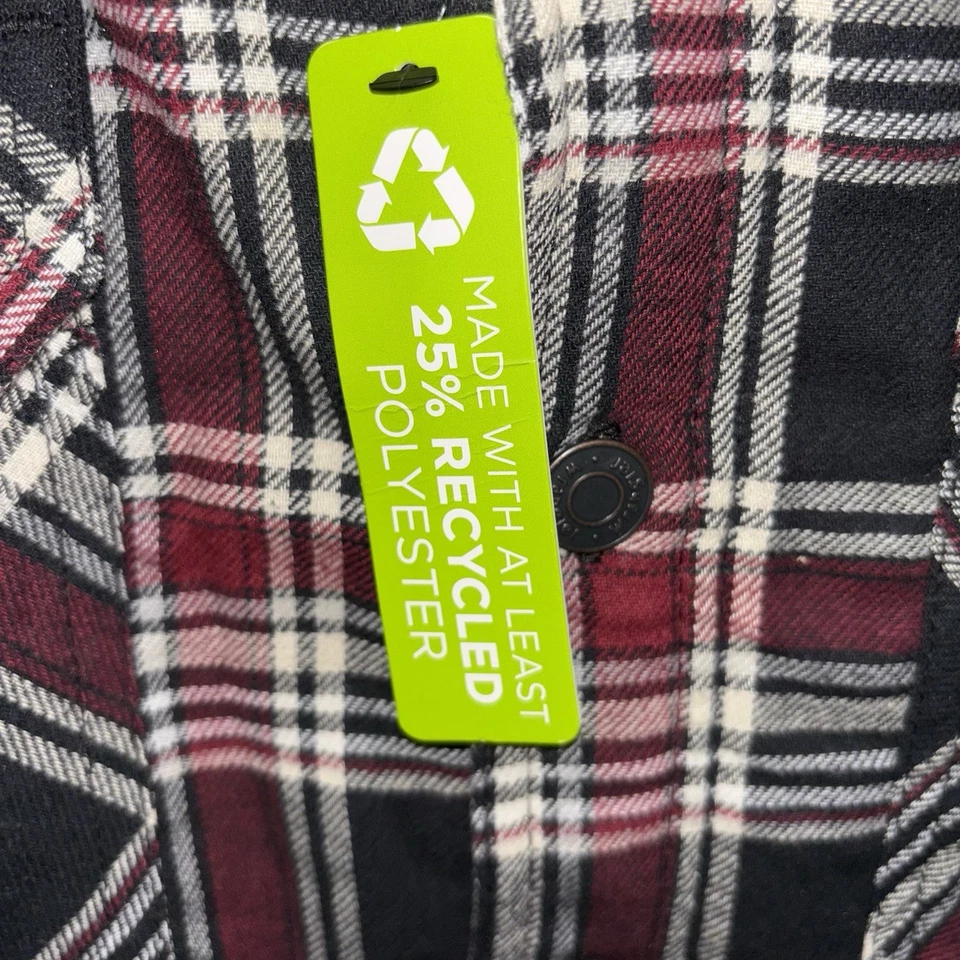 MADE WITH AT LEAST
25% RECYCLED
POLYESTER